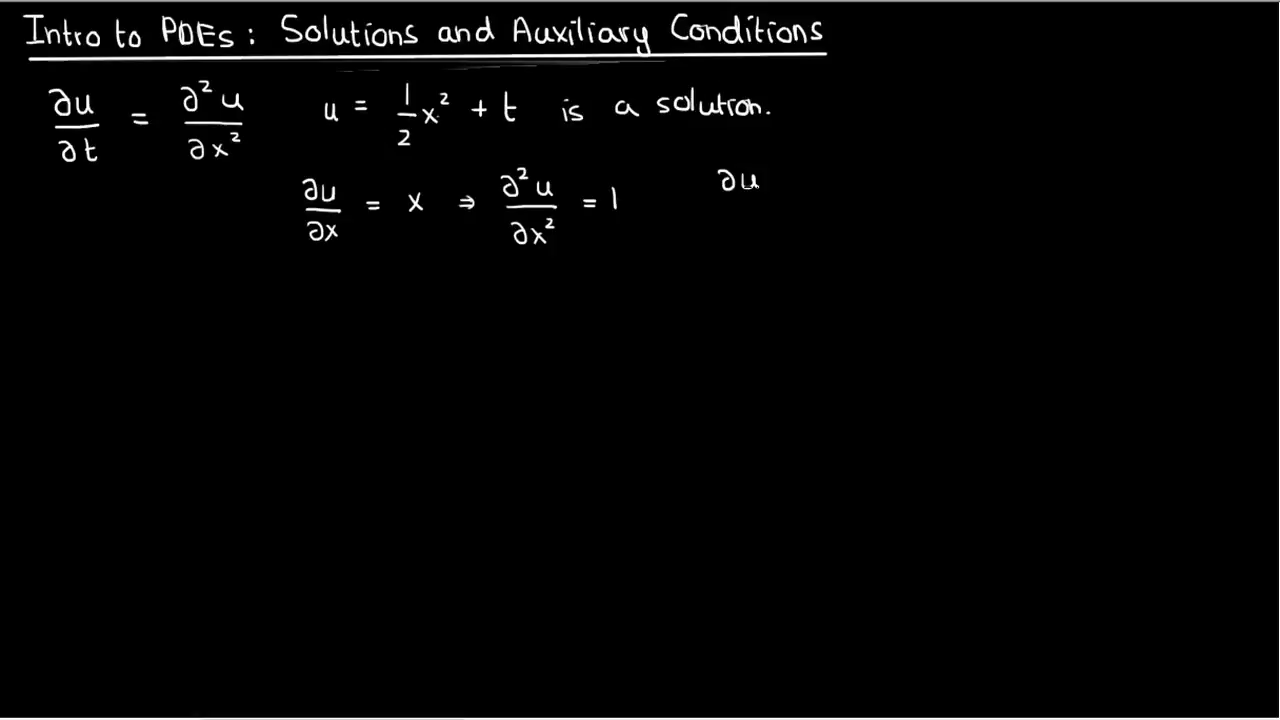 Intro to PDEs: Solutions and Auxiliary Conditions
∂u/∂t = ∂²u/∂x² u = 1/2 x² + t is a solution.
∂u/∂x = x ⇒ ∂²u/∂x² = 1 ∂u